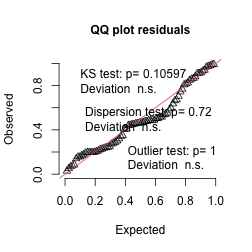 QQ plot residuals
KS test: p= 0.10597
Deviation n.s.
Dispersion test: p= 0.72
Deviation n.s.
Outlier test: p= 1
Deviation n.s.
Observed
0.0 0.4 0.8
0.0 0.2 0.4 0.6 0.8 1.0
Expected